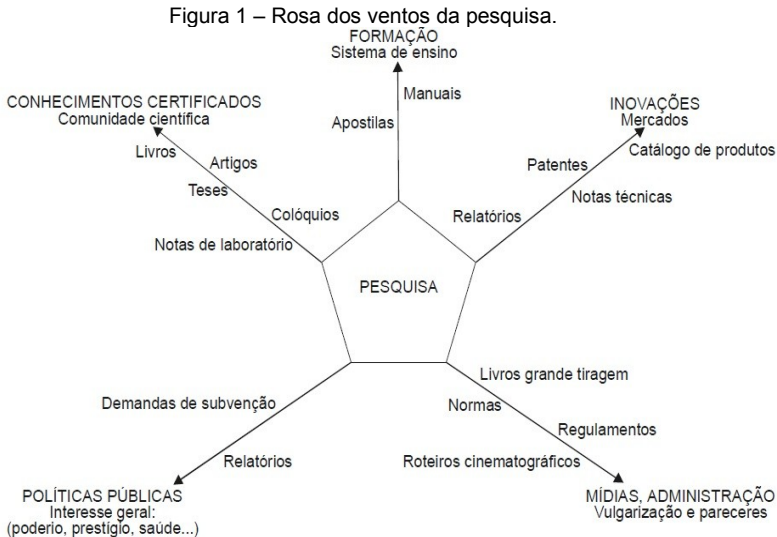 Figura 1 – Rosa dos ventos da pesquisa.
FORMAÇÃO
Sistema de ensino
Manuais
Apostilas
CONHECIMENTOS CERTIFICADOS
Comunidade científica
Livros
Artigos
Teses
Colóquios
Notas de laboratório
INOVAÇÕES
Mercados
Catálogo de produtos
Patentes
Notas técnicas
Relatórios
PESQUISA
Demandas de subvenção
Relatórios
POLÍTICAS PÚBLICAS
Interesse geral:
(poderio, prestígio, saúde...)
Livros grande tiragem
Normas
Regulamentos
Roteiros cinematográficos
MÍDIAS, ADMINISTRAÇÃO
Vulgarização e pareceres